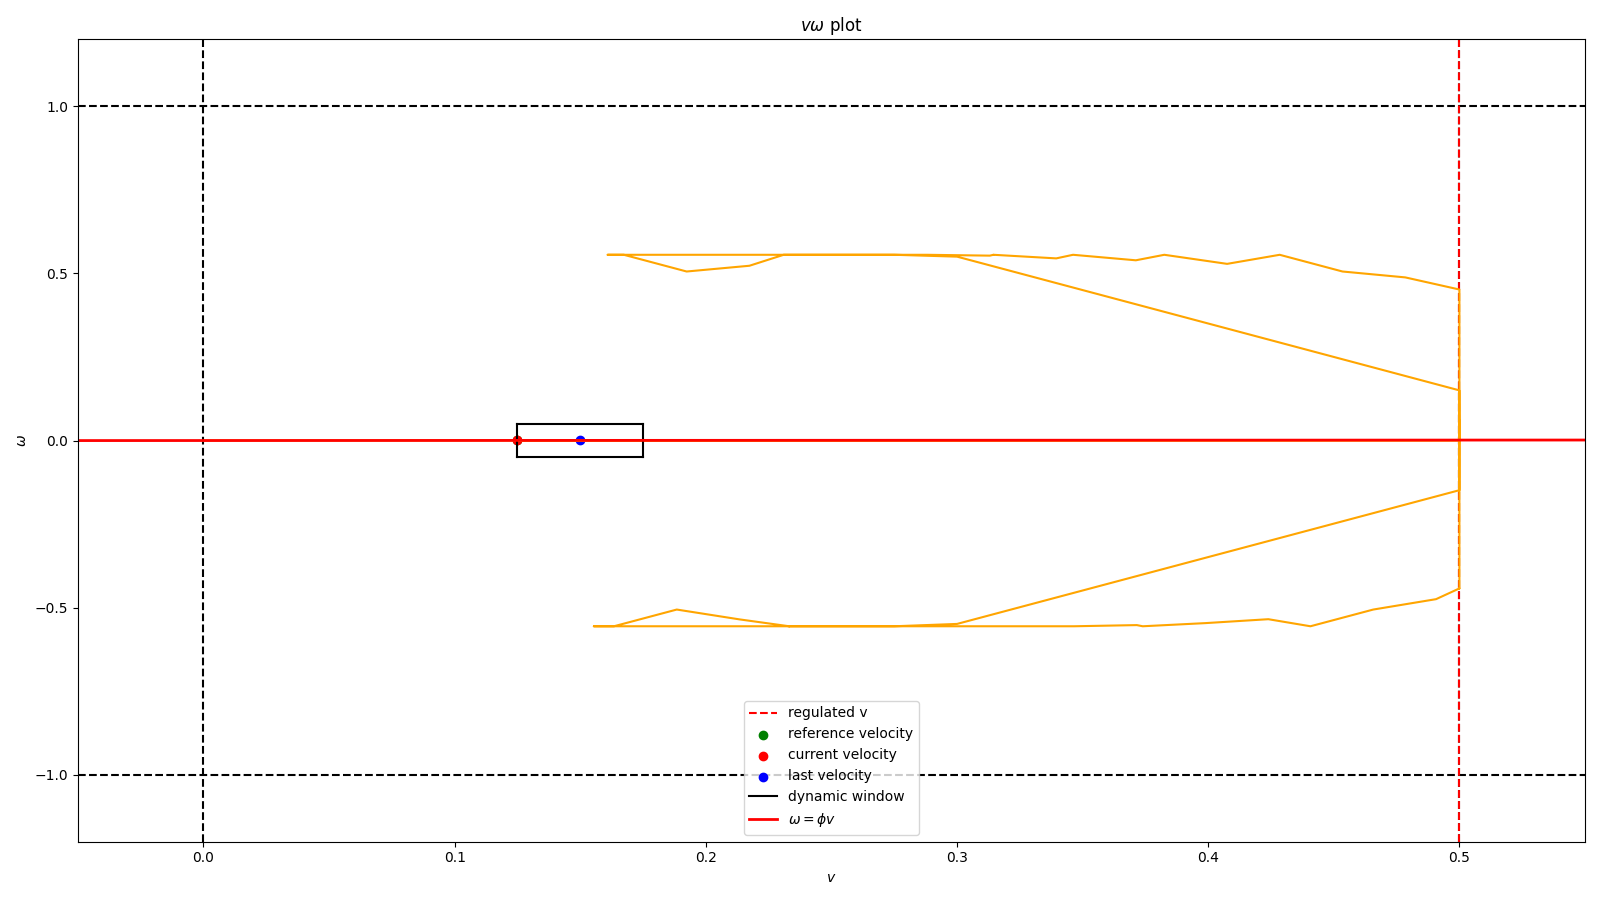 vω plot
1.0
0.5
0.0
−0.5
−1.0
ω
0.0
0.1
0.2
0.3
0.4
0.5
v
regulated v
reference velocity
current velocity
last velocity
dynamic window
ω = ϕv